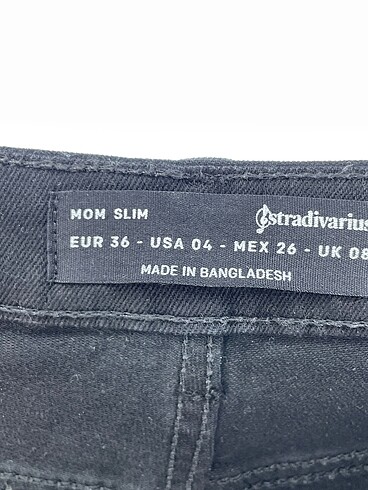 MOM SLIM stradivarius
EUR 36 - USA 04 - MEX 26 - UK 08
MADE IN BANGLADESH